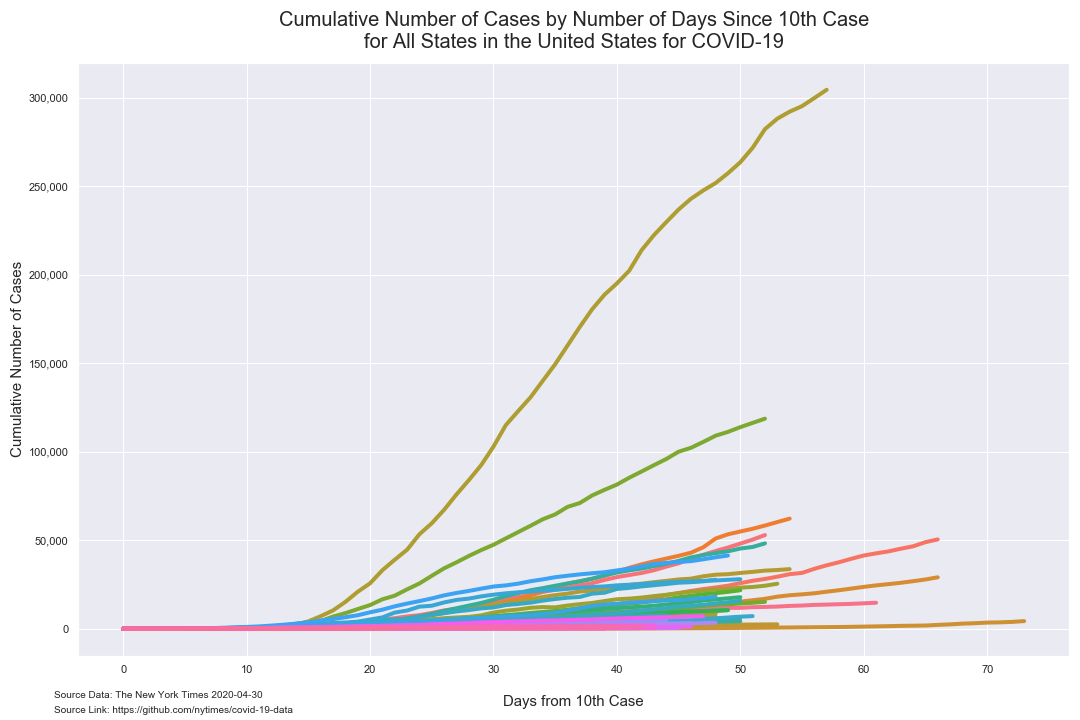 Cumulative Number of Cases by Number of Days Since 10th Case
for All States in the United States for COVID-19
Cumulative Number of Cases
300,000
250,000
200,000
150,000
100,000
50,000
0
0 10 20 30 40 50 60 70
Days from 10th Case
Source Data: The New York Times 2020-04-30
Source Link: https://github.com/nytimes/covid-19-data